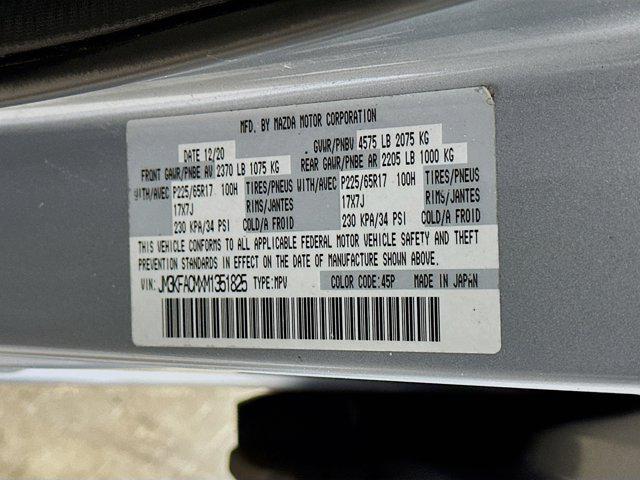 MFD. BY MAZDA MOTOR CORPORATION
DATE 12/20 GVWR/PNBV 4575 LB 2075 KG
FRONT GAWR/PNBE AV 2370 LB 1075 KG REAR GAWR/PNBE AR 2205 LB 1000 KG
WITH/AVEC P225/65R17 100H TIRES/PNEUS WITH/AVEC P225/65R17 100H TIRES/PNEUS
17X7J RIMS/JANTES 17X7J RIMS/JANTES
230 KPA/34 PSI COLD/A FROID 230 KPA/34 PSI COLD/A FROID
THIS VEHICLE CONFORMS TO ALL APPLICABLE FEDERAL MOTOR VEHICLE SAFETY AND THEFT
PREVENTION STANDARDS IN EFFECT ON THE DATE OF MANUFACTURE SHOWN ABOVE.
VIN: JM3KFACMXM1351825 TYPE:MPV COLOR CODE:45P MADE IN JAPAN